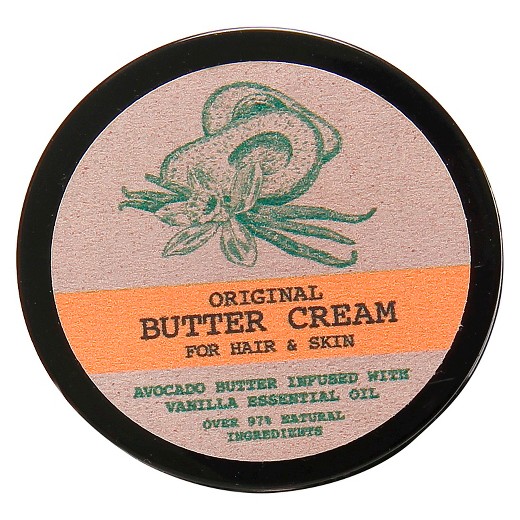 ORIGINAL
BUTTER CREAM
FOR HAIR & SKIN
AVOCADO BUTTER INFUSED WITH
VANILLA ESSENTIAL OIL
OVER 97% NATURAL
INGREDIENTS